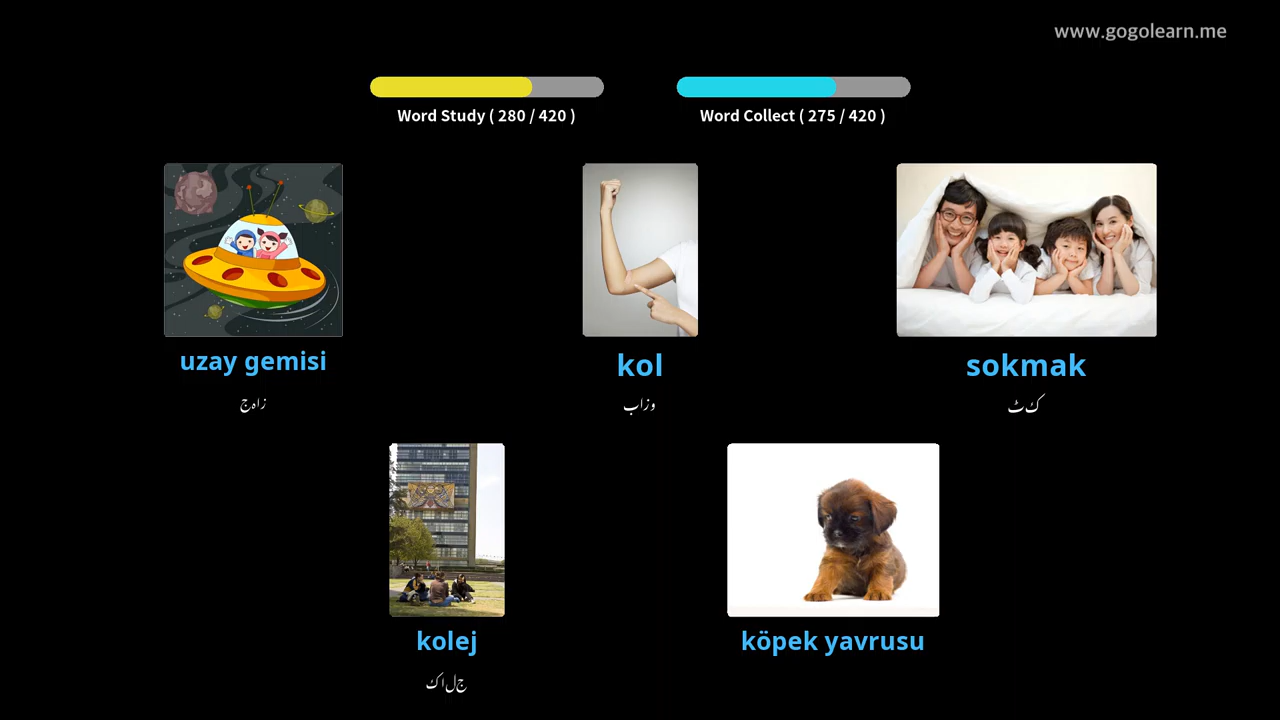 www.gogolearn.me
Word Study ( 280 / 420 )
Word Collect ( 275 / 420 )
uzay gemisi
زاہج
kol
وزاب
sokmak
کٹ
kolej
جلاک
köpek yavrusu